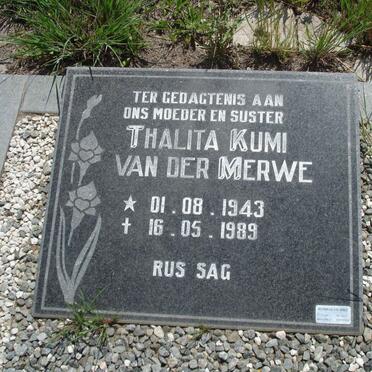 TER GEDAGTENIS AAN
ONS MOEDER EN SUSTER
THALITA KUMI
VAN DER MERWE
★ 01.08.1943
✝ 16.05.1989
RUS SAG